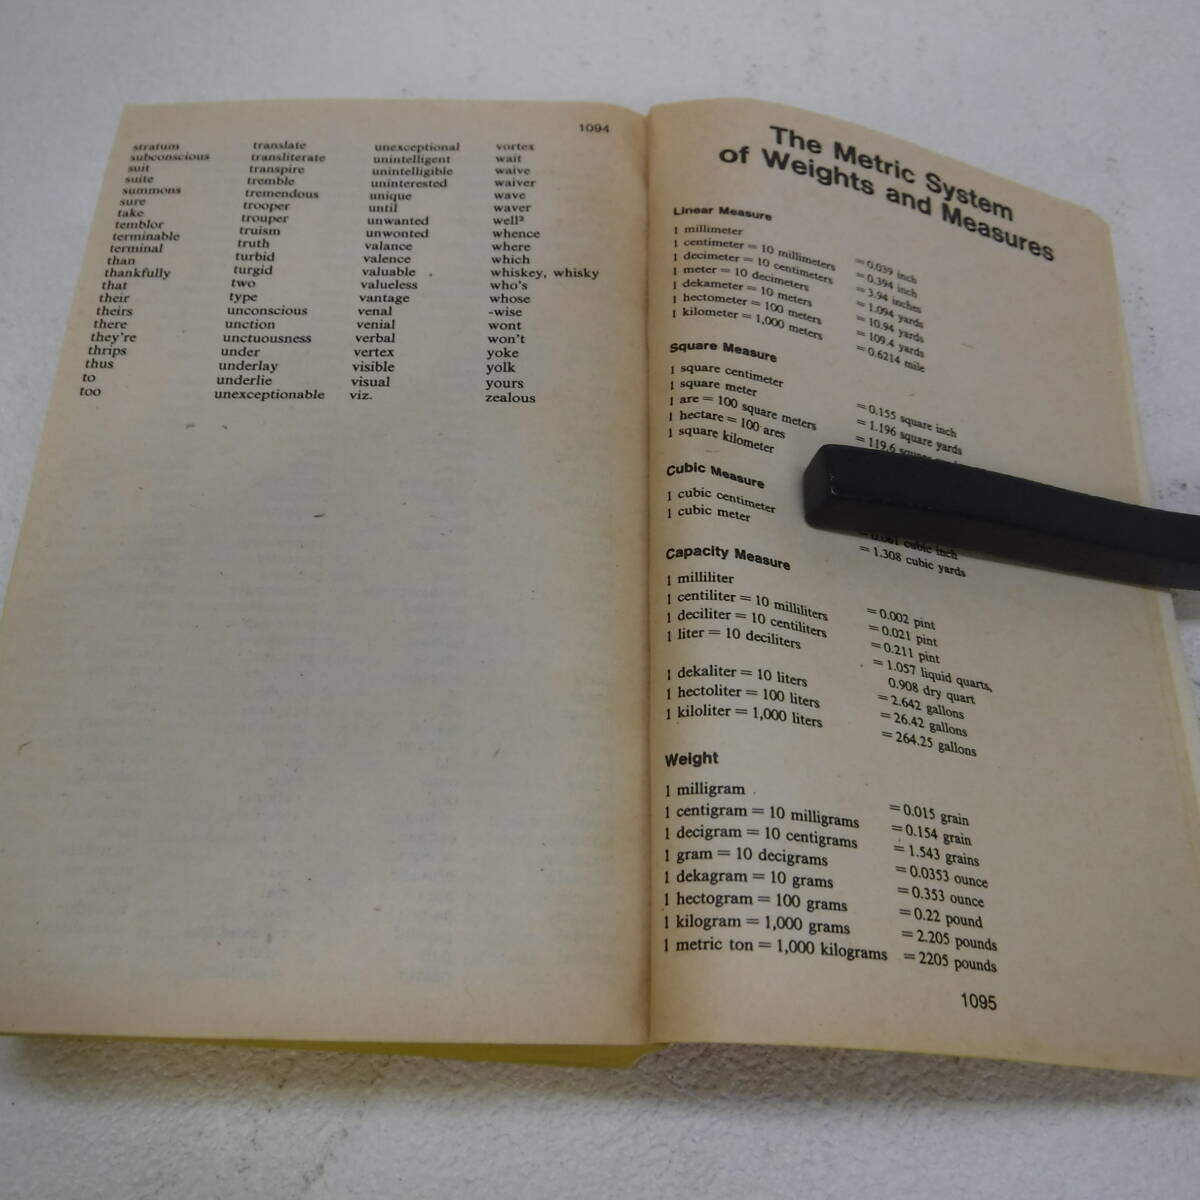 1094
stratum
subconscious
suit
suite
summons
sure
take
temblor
terminable
terminal
than
thankfully
that
their
theirs
there
they're
thrips
thus
to
too
translate
transliterate
transpire
tremble
tremendous
trooper
trouper
truism
truth
turbid
turgid
two
type
unconscious
unction
unctuousness
under
underlay
underlie
unexceptionable
unexceptional
unintelligent
unintelligible
uninterested
unique
until
unwanted
unwonted
valance
valence
valuable
valueless
vantage
venal
venial
verbal
vertex
visible
visual
viz.
vortex
wait
waive
waiver
wave
waver
well²
whence
where
which
whiskey, whisky
who's
whose
-wise
wont
won't
yoke
yolk
yours
zealous
The Metric System
of Weights and Measures
Linear Measure
1 millimeter = 0.039 inch
1 centimeter = 10 millimeters = 0.394 inch
1 decimeter = 10 centimeters = 3.94 inches
1 meter = 10 decimeters = 1.094 yards
1 dekameter = 10 meters = 10.94 yards
1 hectometer = 100 meters = 109.4 yards
1 kilometer = 1,000 meters = 0.6214 mile
Square Measure
1 square centimeter = 0.155 square inch
1 square meter = 1.196 square yards
1 are = 100 square meters = 119.6 square
1 hectare = 100 ares
1 square kilometer
Cubic Measure
1 cubic centimeter = 0.061 cubic inch
1 cubic meter = 1.308 cubic yards
Capacity Measure
1 milliliter = 0.002 pint
1 centiliter = 10 milliliters = 0.021 pint
1 deciliter = 10 centiliters = 0.211 pint
1 liter = 10 deciliters = 1.057 liquid quarts,
0.908 dry quart
1 dekaliter = 10 liters = 2.642 gallons
1 hectoliter = 100 liters = 26.42 gallons
1 kiloliter = 1,000 liters = 264.25 gallons
Weight
1 milligram = 0.015 grain
1 centigram = 10 milligrams = 0.154 grain
1 decigram = 10 centigrams = 1.543 grains
1 gram = 10 decigrams = 0.0353 ounce
1 dekagram = 10 grams = 0.353 ounce
1 hectogram = 100 grams = 0.22 pound
1 kilogram = 1,000 grams = 2.205 pounds
1 metric ton = 1,000 kilograms = 2205 pounds
1095